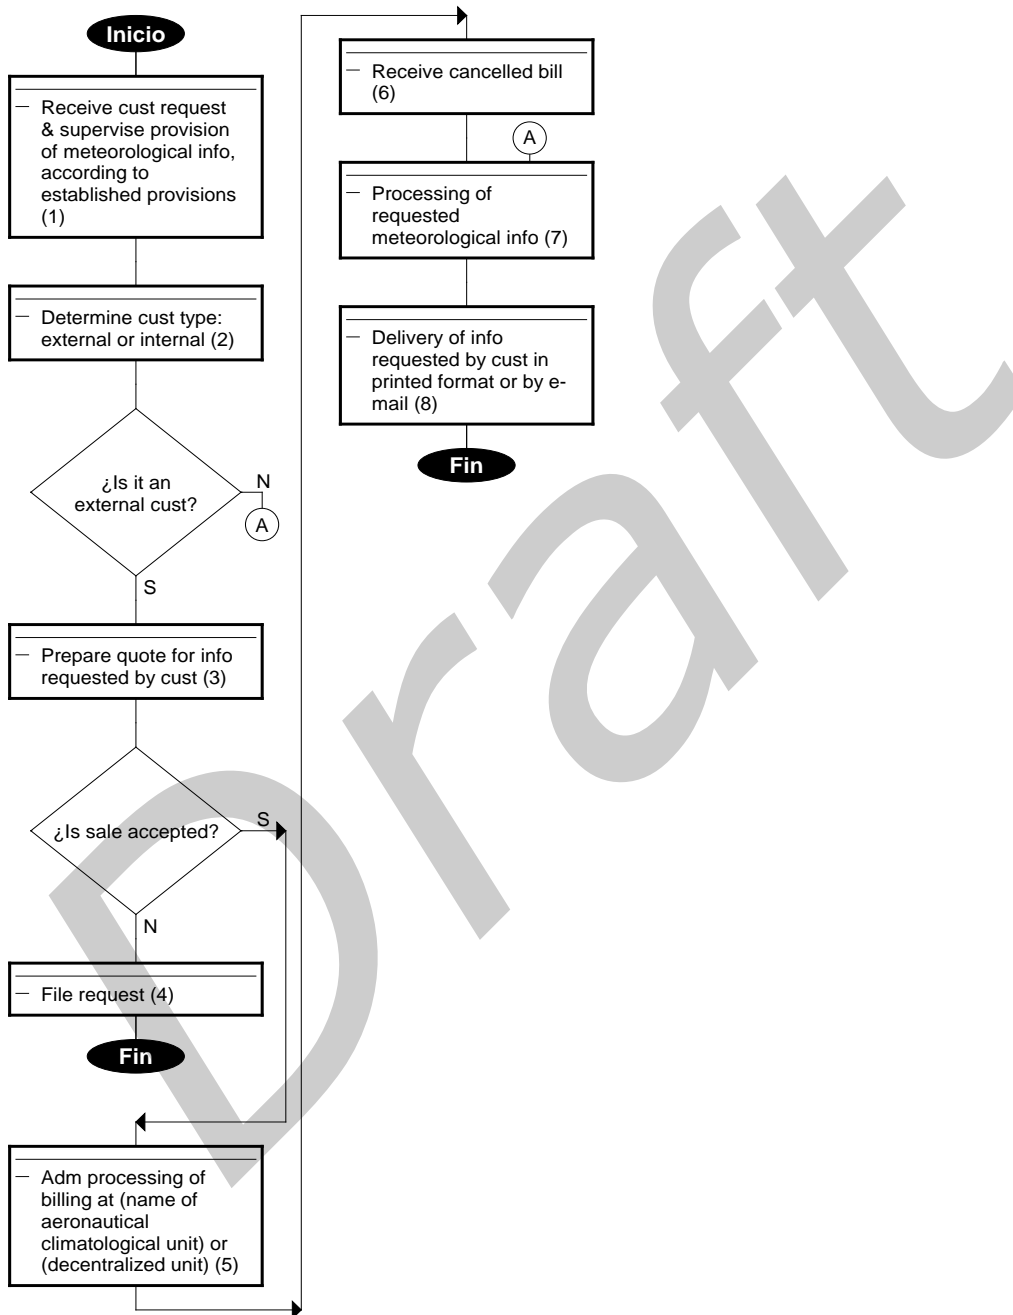 Inicio
— Receive cust request
& supervise provision
of meteorological info,
according to
established provisions
(1)
— Determine cust type:
external or internal (2)
¿Is it an
external cust?
N
A
S
— Prepare quote for info
requested by cust (3)
¿Is sale accepted?
S
N
— File request (4)
Fin
— Adm processing of
billing at (name of
aeronautical
climatological unit) or
(decentralized unit) (5)
— Receive cancelled bill
(6)
A
— Processing of
requested
meteorological info (7)
— Delivery of info
requested by cust in
printed format or by e-
mail (8)
Fin
Draft